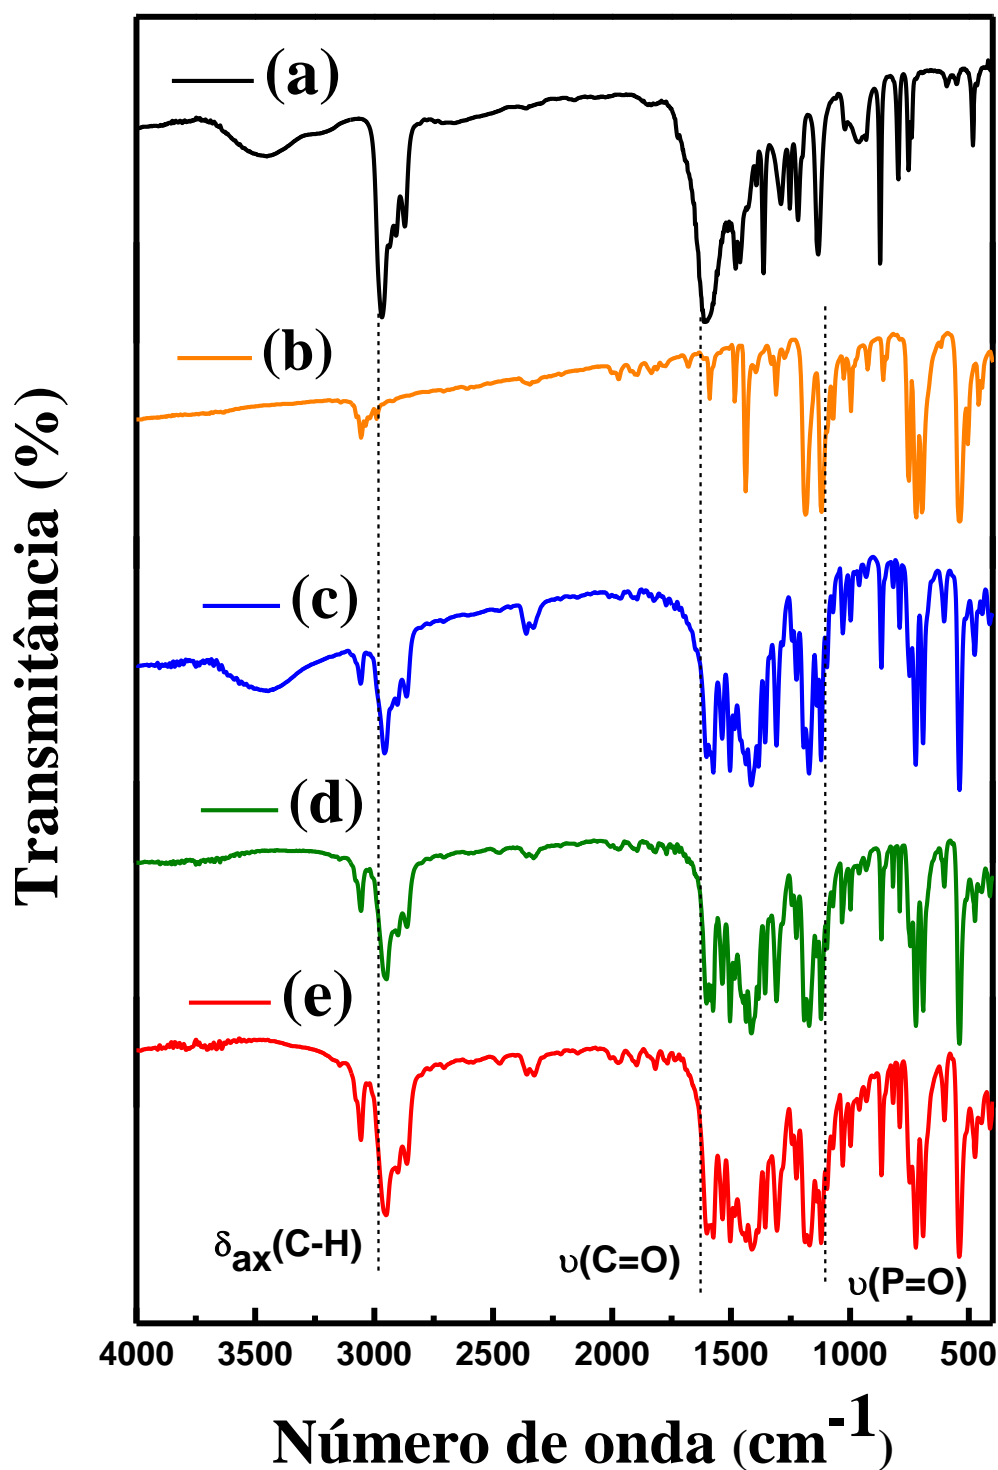 (a)
(b)
(c)
(d)
(e)
Transmitância (%)
δax(C-H)
υ(C=O)
υ(P=O)
4000 3500 3000 2500 2000 1500 1000 500
Número de onda (cm-1)